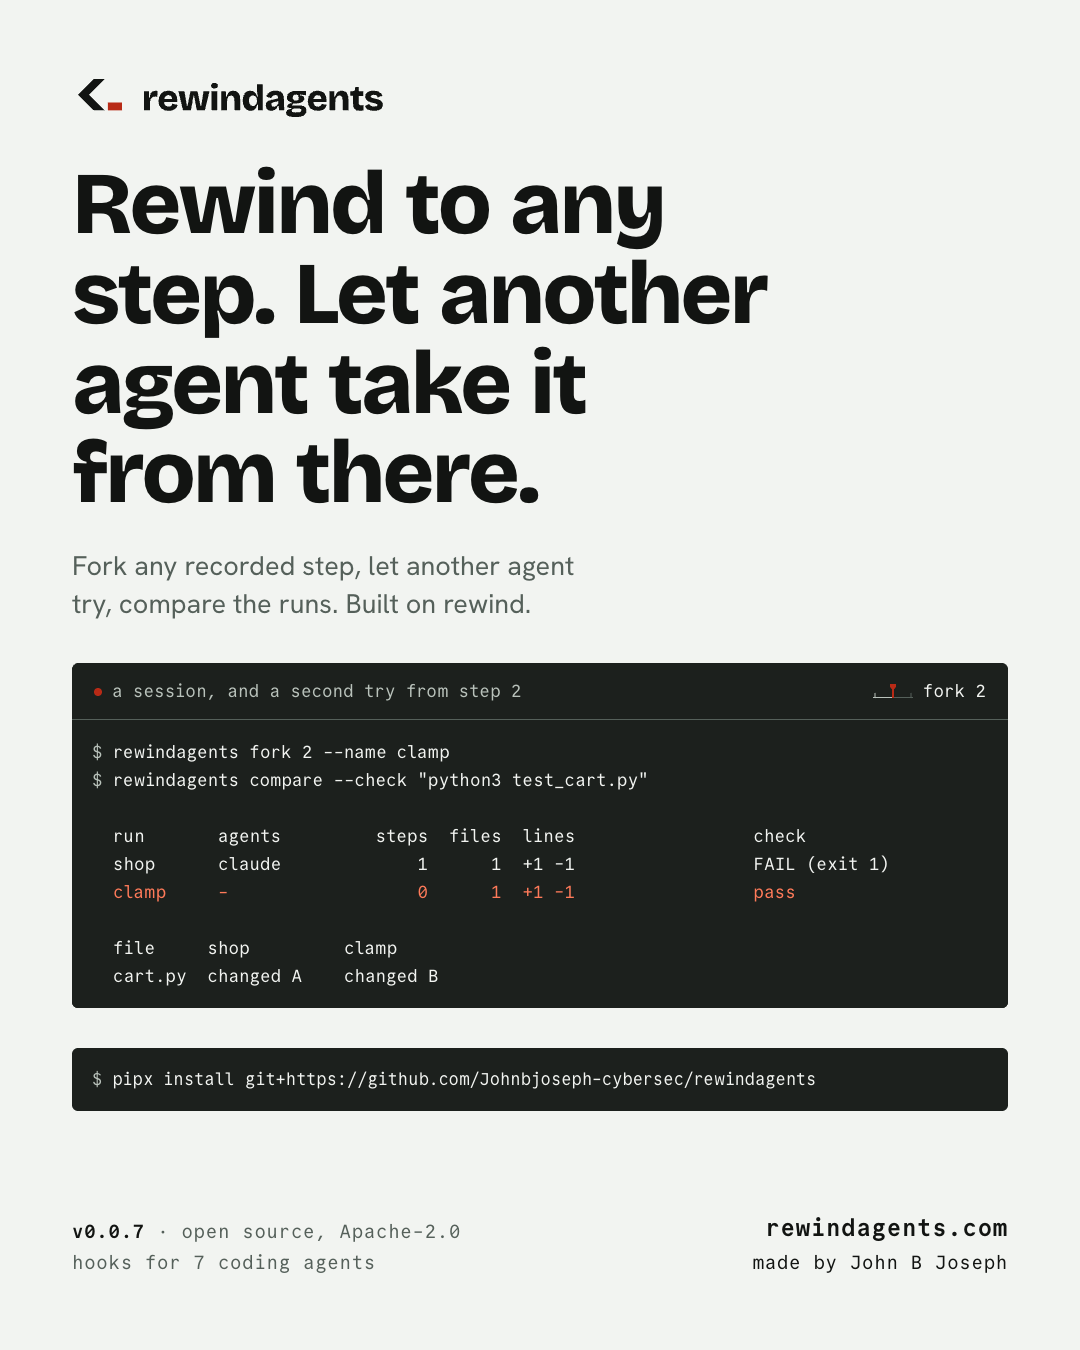 rewindagents
Rewind to any
step. Let another
agent take it
from there.
Fork any recorded step, let another agent
try, compare the runs. Built on rewind.
a session, and a second try from step 2 fork 2
$ rewindagents fork 2 --name clamp
$ rewindagents compare --check "python3 test_cart.py"
run agents steps files lines check
shop claude 1 1 +1 -1 FAIL (exit 1)
clamp - 0 1 +1 -1 pass
file shop clamp
cart.py changed A changed B
$ pipx install git+https://github.com/Johnbjoseph-cybersec/rewindagents
v0.0.7 · open source, Apache-2.0
hooks for 7 coding agents
rewindagents.com
made by John B Joseph